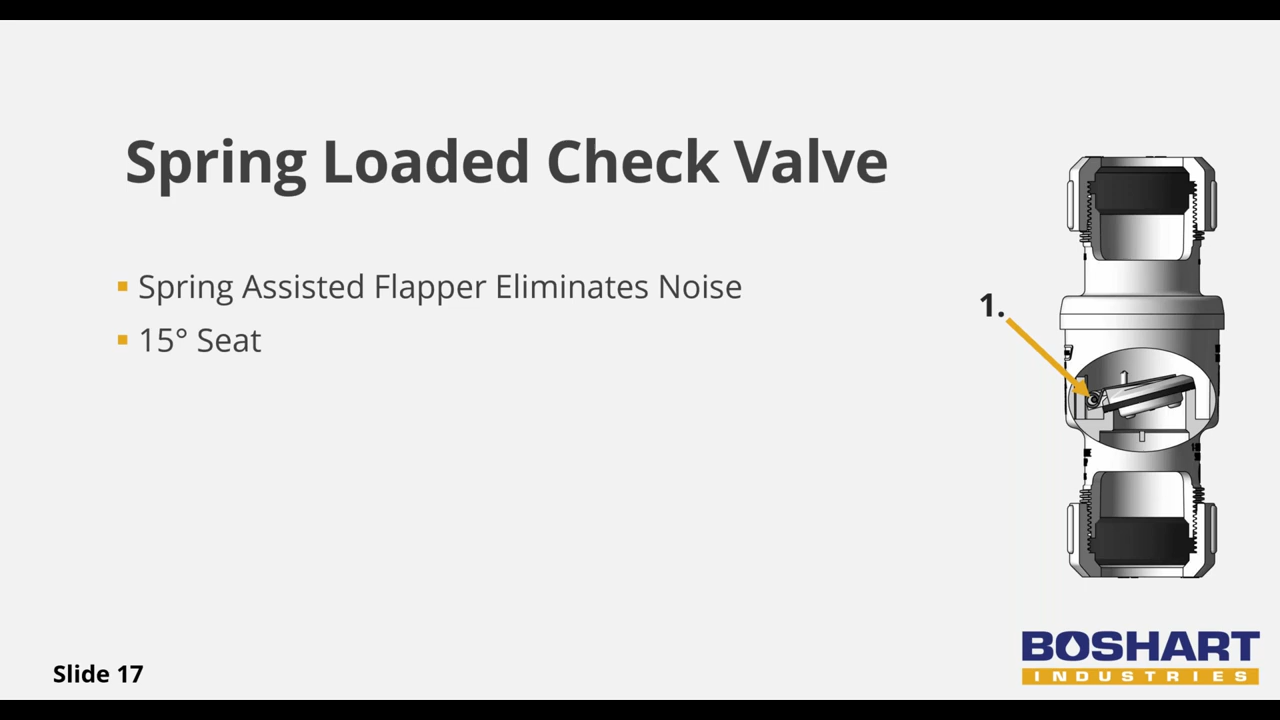 Spring Loaded Check Valve
Spring Assisted Flapper Eliminates Noise
15° Seat
1.
Slide 17
BOSHART
INDUSTRIES